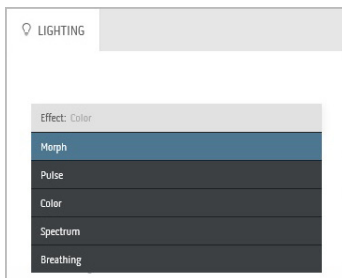 LIGHTING
Effect: Color
Morph
Pulse
Color
Spectrum
Breathing